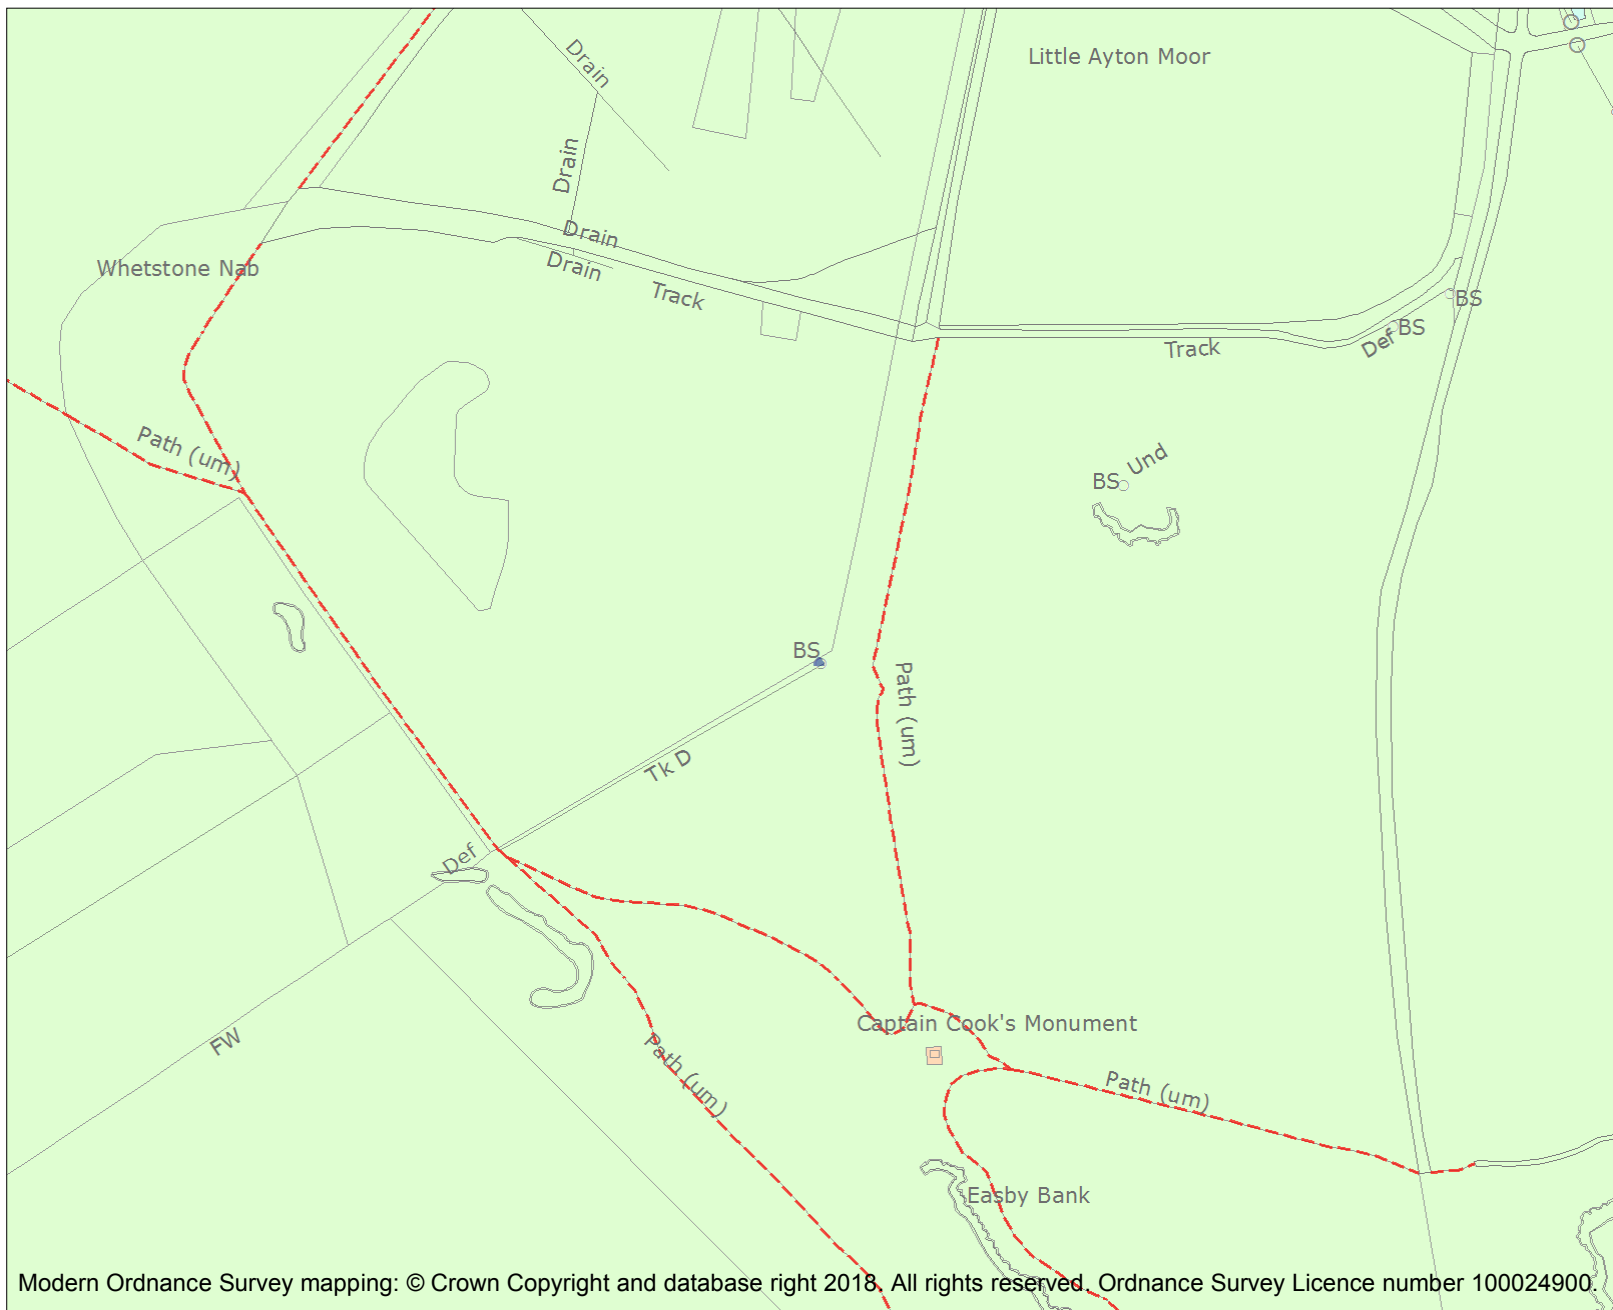 Drain
Little Ayton Moor
Drain
Drain
Drain
Whetstone Nab
Track
BS
BS
Def
Track
Path (um)
Und
BS
BS
Path (um)
Tk D
Def
Captain Cook's Monument
FW
Path (um)
Path (um)
Easby Bank
Modern Ordnance Survey mapping: © Crown Copyright and database right 2018. All rights reserved. Ordnance Survey Licence number 100024900.